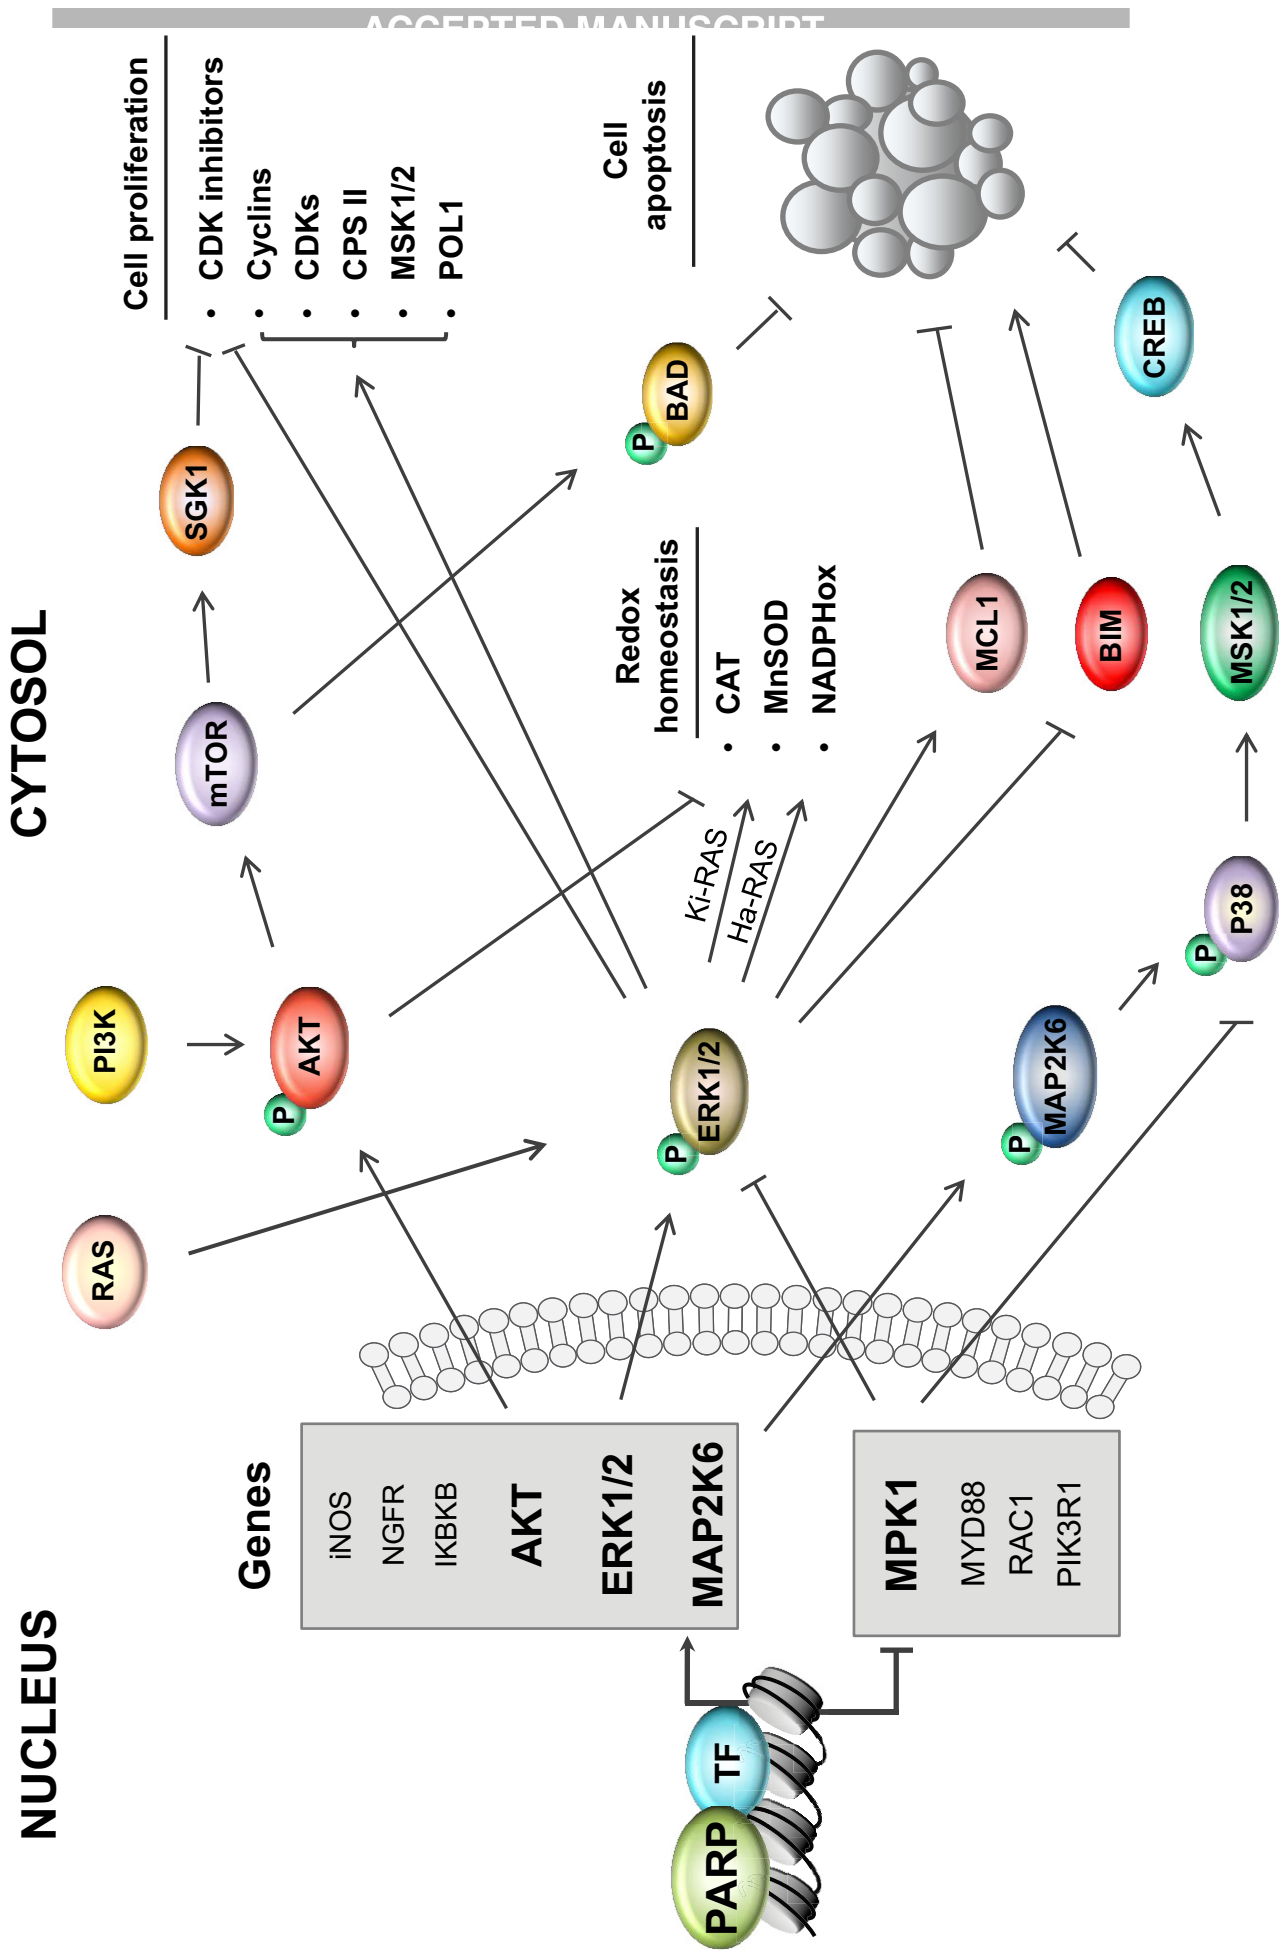 ACCEPTED MANUSCRIPT
NUCLEUS
CYTOSOL
Genes
iNOS
NGFR
IKBKB
AKT
ERK1/2
MAP2K6
MPK1
MYD88
RAC1
PIK3R1
PARP
TF
RAS
PI3K
P
AKT
mTOR
SGK1
Cell proliferation
• CDK inhibitors
• Cyclins
• CDKs
• CPS II
• MSK1/2
• POL1
P
ERK1/2
Ki-RAS
Ha-RAS
Redox
homeostasis
• CAT
• MnSOD
• NADPHox
P
BAD
Cell
apoptosis
MCL1
BIM
P
MAP2K6
P
P38
MSK1/2
CREB